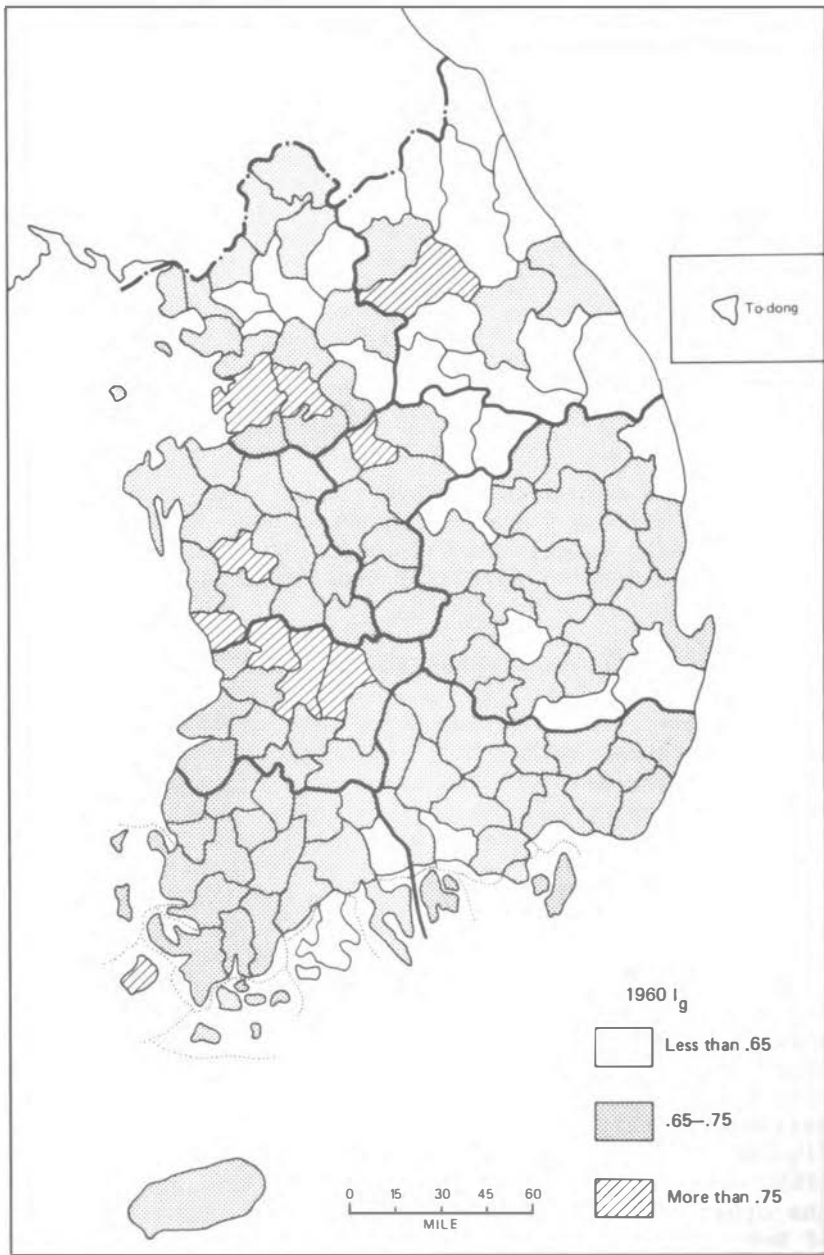 To-dong
1960 Ig
Less than .65
.65—.75
More than .75
0 15 30 45 60
MILE